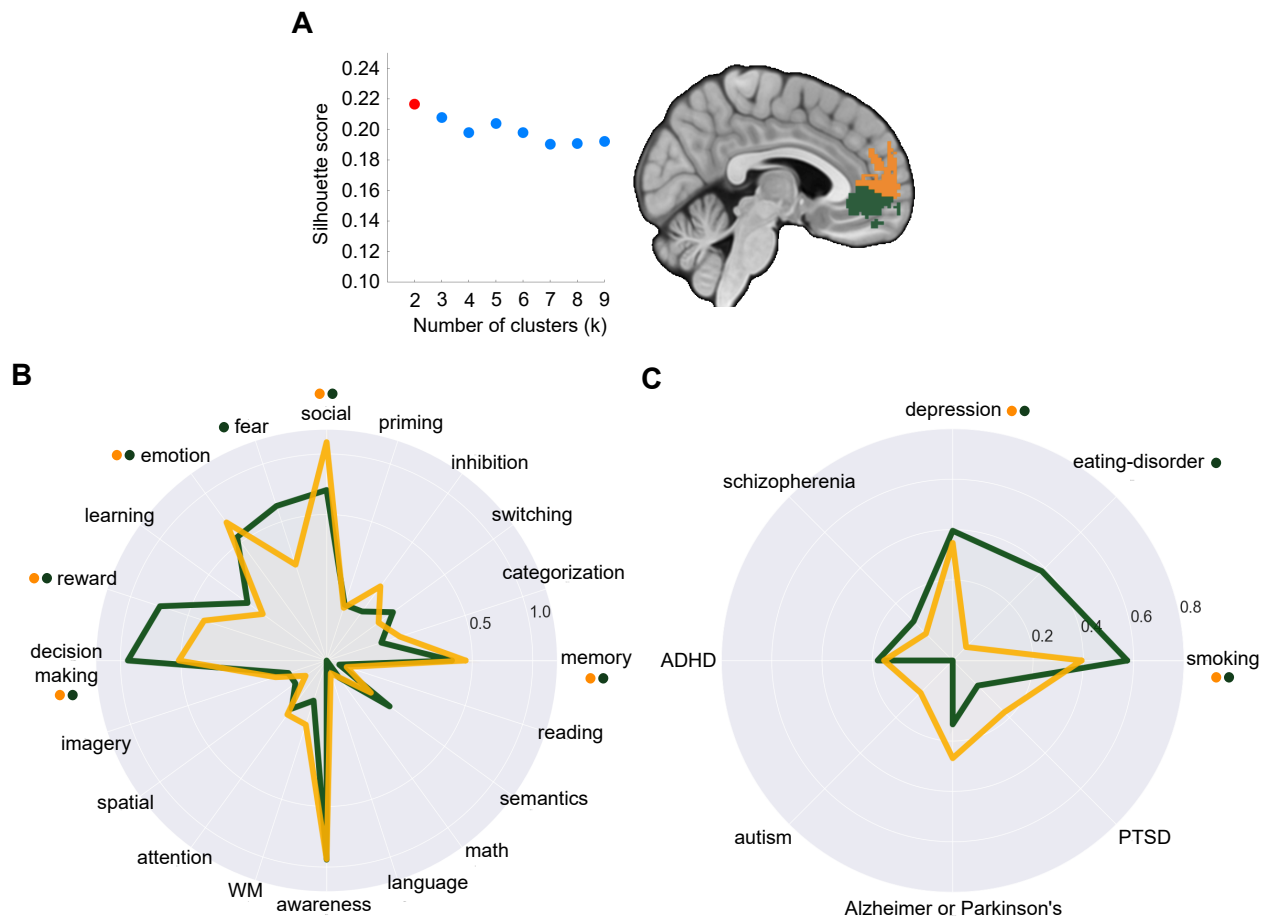 A
0.24
0.22
0.20
0.18
0.16
0.14
0.12
0.10
Silhouette score
2 3 4 5 6 7 8 9
Number of clusters (k)
B
social
priming
inhibition
switching
categorization
memory
reading
semantics
math
language
awareness
WM
attention
spatial
imagery
decision
making
reward
learning
emotion
fear
0.5
1.0
C
depression
eating-disorder
smoking
PTSD
Alzheimer or Parkinson's
autism
ADHD
schizopherenia
0.2
0.4
0.6
0.8